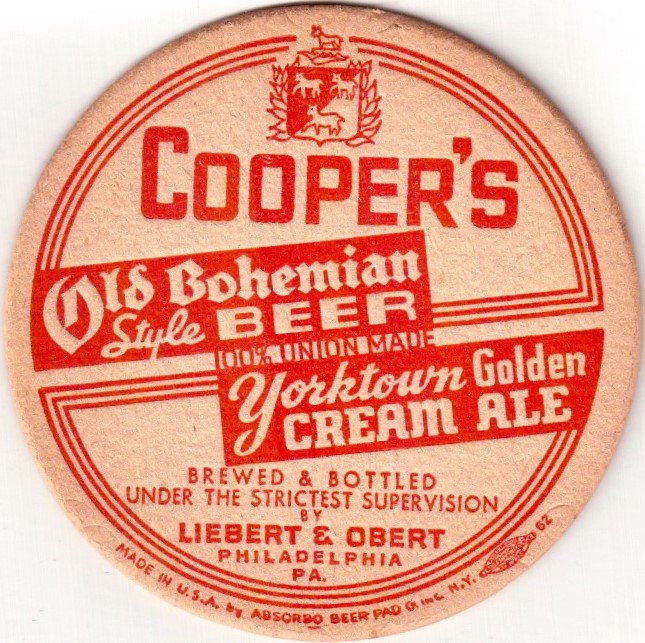 COOPER'S
Old Bohemian
Style BEER
100% UNION MADE
Yorktown Golden
CREAM ALE
BREWED & BOTTLED
UNDER THE STRICTEST SUPERVISION
BY
LIEBERT & OBERT
PHILADELPHIA
PA.
MADE IN U.S.A. by ABSORBO BEER PAD Co. INC. N.Y. 62